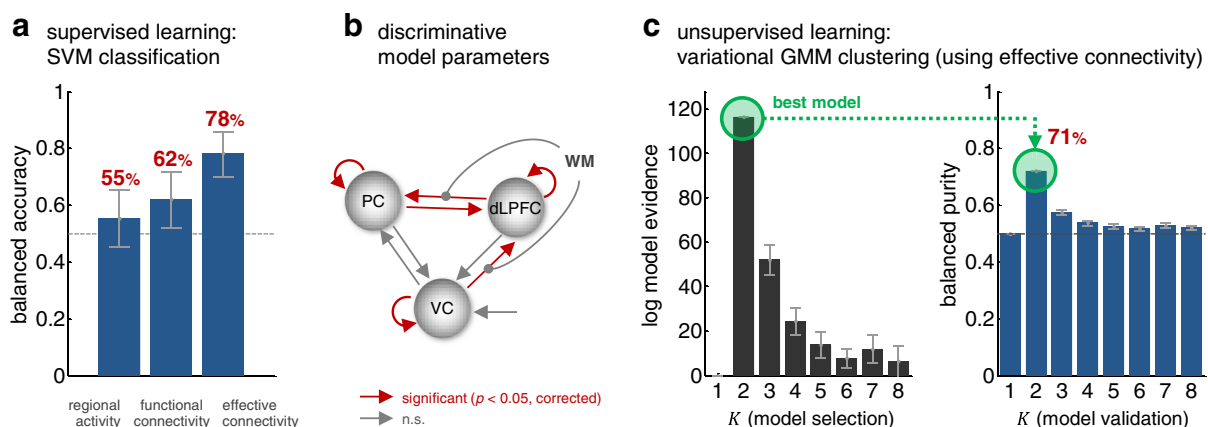 a supervised learning:
SVM classification
balanced accuracy
1
0.8
0.6
0.4
0.2
0
55%
62%
78%
regional
activity
functional
connectivity
effective
connectivity
b discriminative
model parameters
WM
PC
dLPFC
VC
significant (p < 0.05, corrected)
n.s.
c unsupervised learning:
variational GMM clustering (using effective connectivity)
log model evidence
120
100
80
60
40
20
0
best model
1 2 3 4 5 6 7 8
K (model selection)
balanced purity
1
0.8
0.6
0.4
0.2
0
71%
1 2 3 4 5 6 7 8
K (model validation)